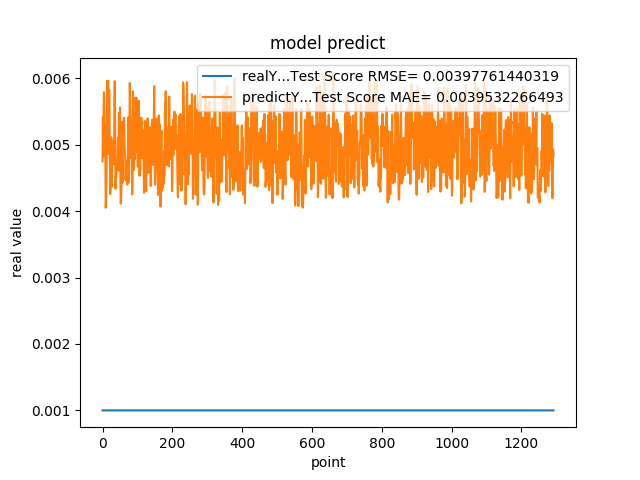 model predict
realY...Test Score RMSE= 0.00397761440319
predictY...Test Score MAE= 0.0039532266493
0.006
0.005
0.004
0.003
0.002
0.001
real value
0 200 400 600 800 1000 1200
point